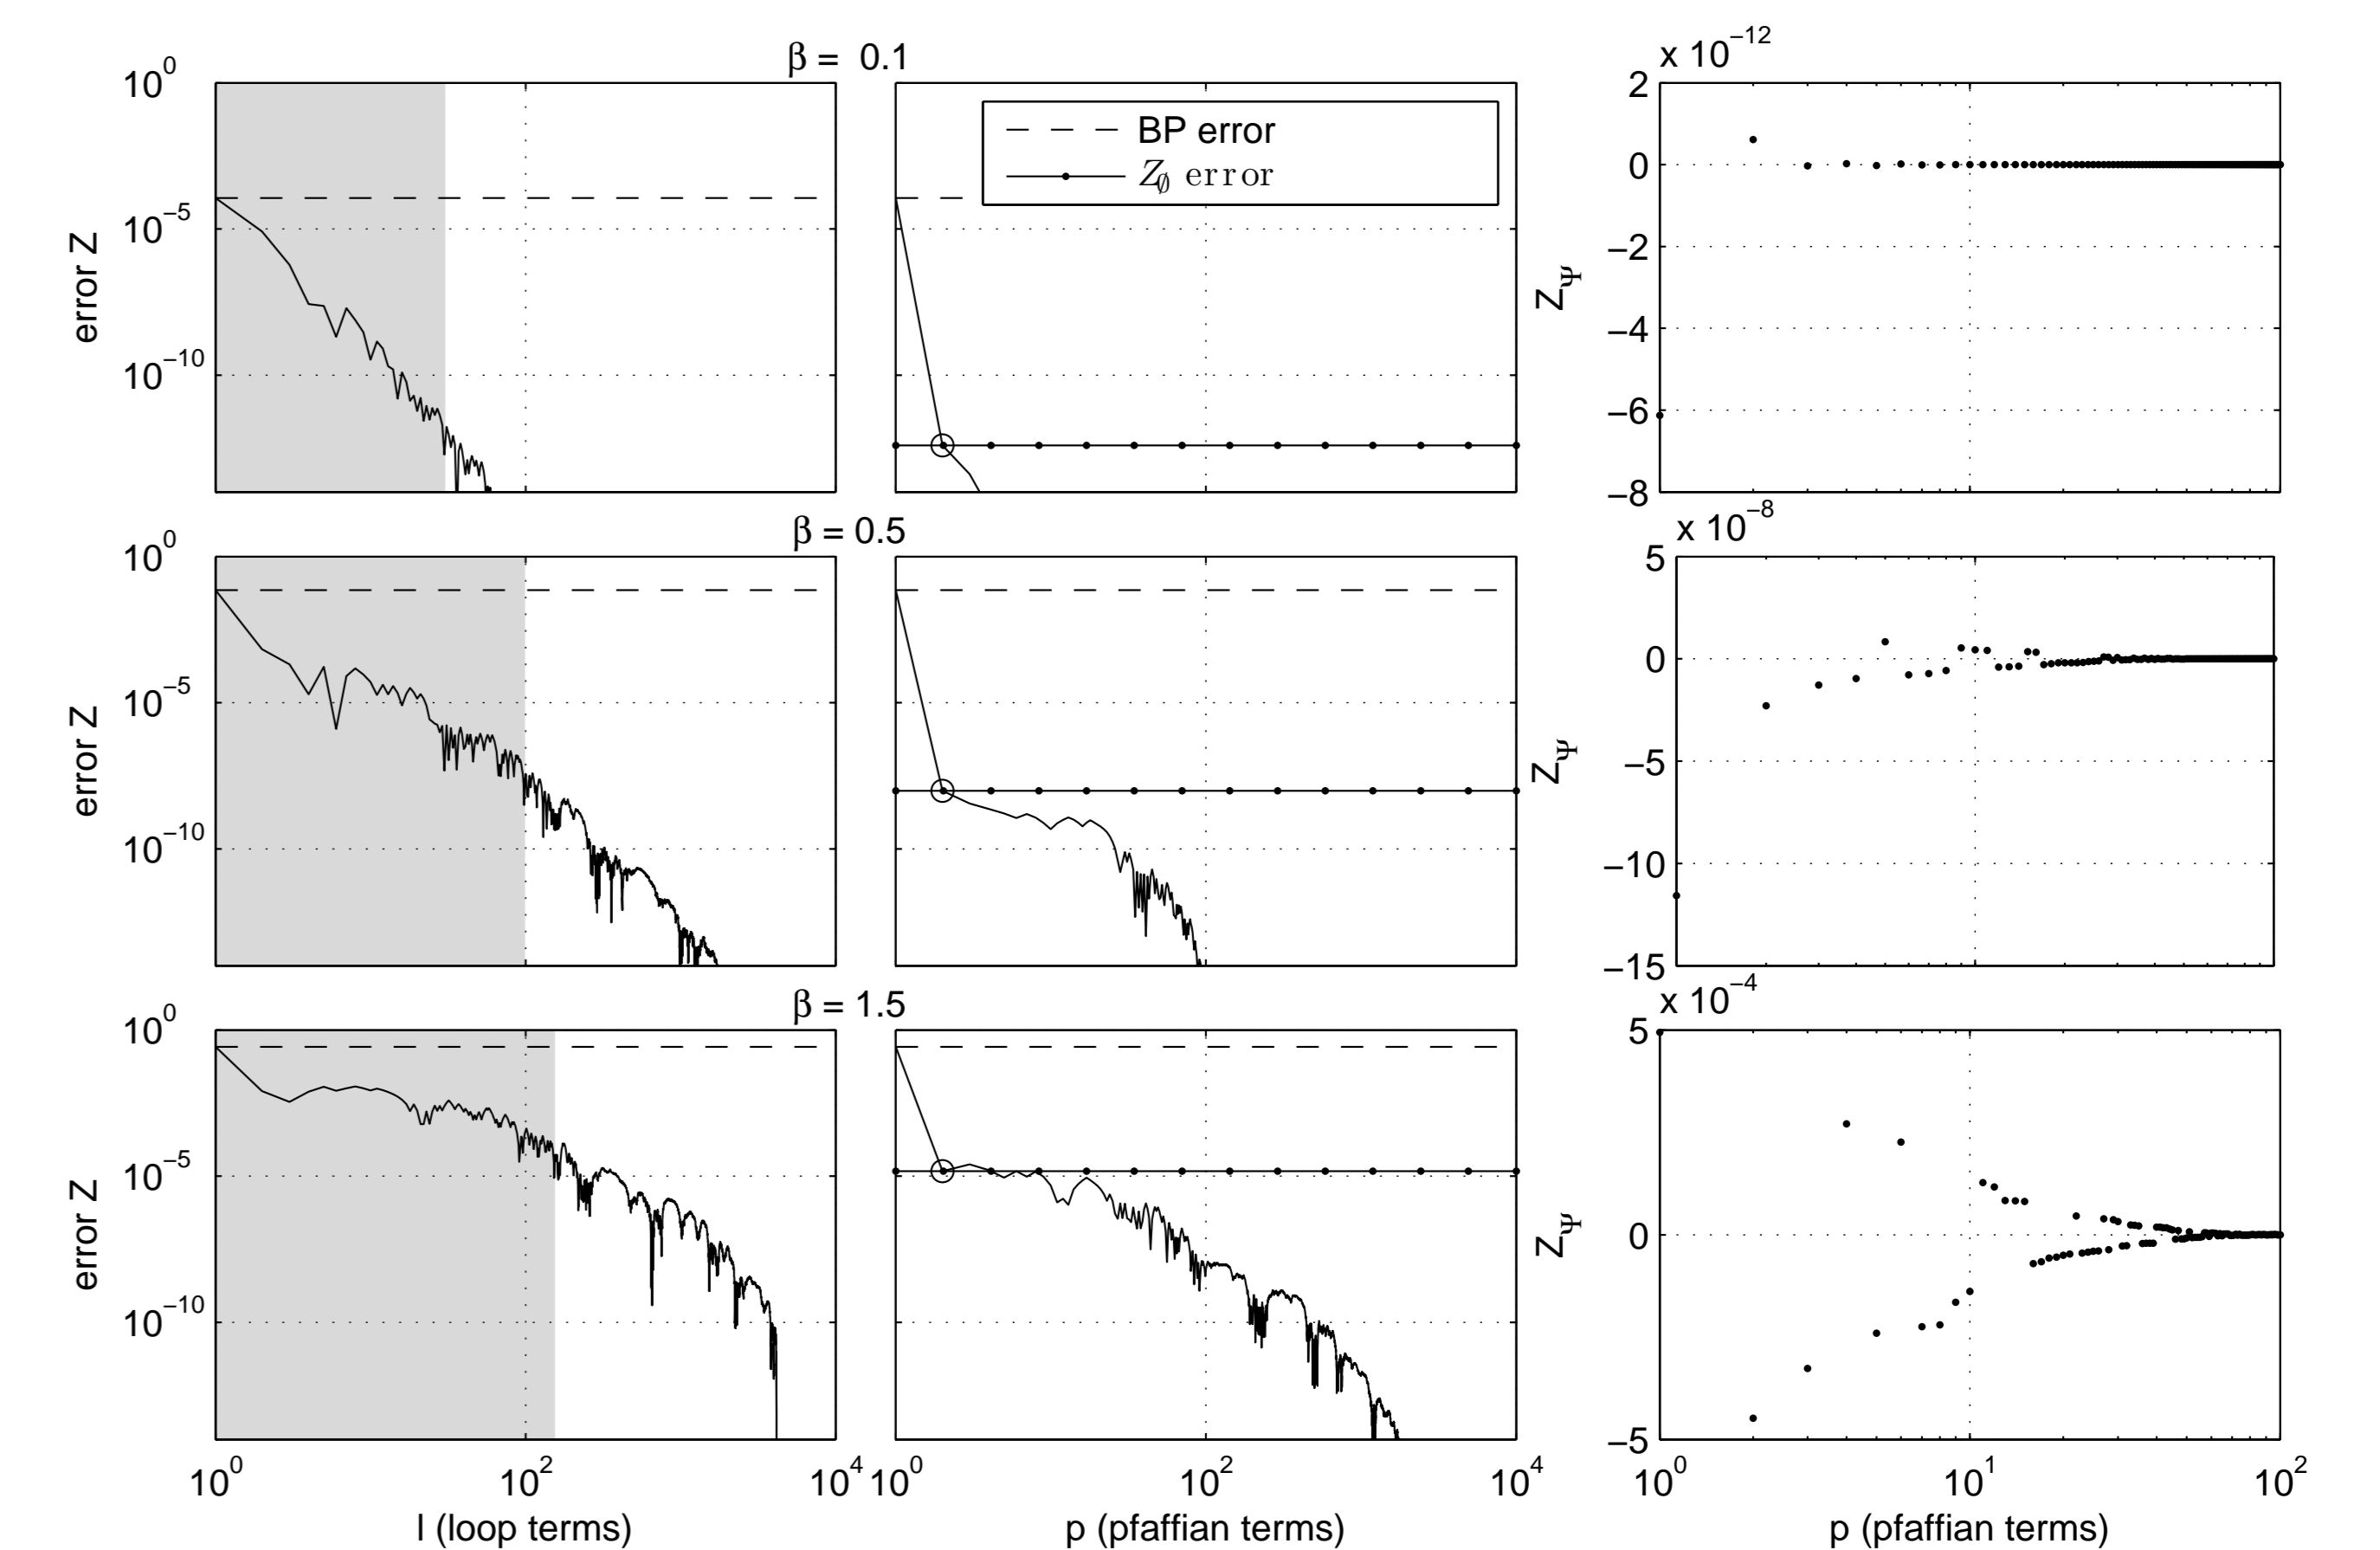 β = 0.1
10^0
10^−5
10^−10
error Z
BP error
Z_∅ error
x 10^−12
2
0
−2
−4
−6
−8
Z_Ψ
β = 0.5
10^0
10^−5
10^−10
error Z
x 10^−8
5
0
−5
−10
−15
Z_Ψ
β = 1.5
10^0
10^−5
10^−10
error Z
x 10^−4
5
0
−5
Z_Ψ
10^0 10^2 10^4
l (loop terms)
10^0 10^2 10^4
p (pfaffian terms)
10^0 10^1 10^2
p (pfaffian terms)